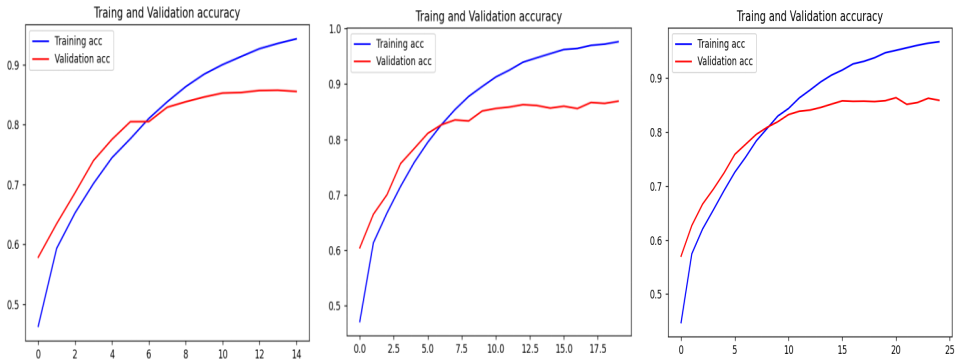 Traing and Validation accuracy
Training acc
Validation acc
0.9
0.8
0.7
0.6
0.5
0 2 4 6 8 10 12 14
Traing and Validation accuracy
Training acc
Validation acc
1.0
0.9
0.8
0.7
0.6
0.5
0.0 2.5 5.0 7.5 10.0 12.5 15.0 17.5
Traing and Validation accuracy
Training acc
Validation acc
0.9
0.8
0.7
0.6
0.5
0 5 10 15 20 25